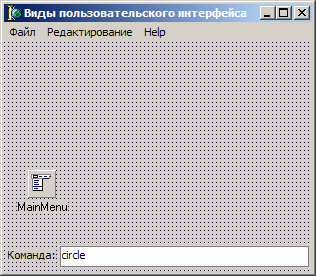 Виды пользовательского интерфейса
Файл Редактирование Help
MainMenu
Команда: circle